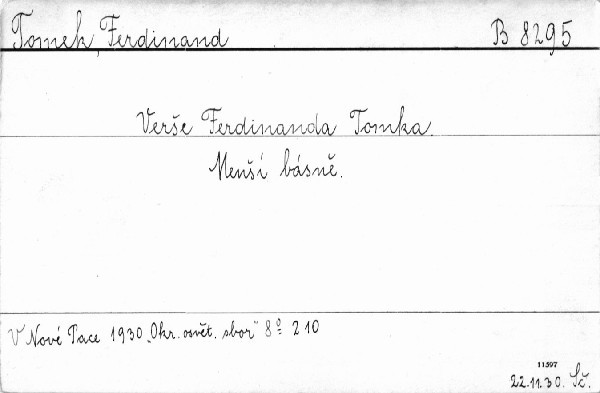 Tomek, Ferdinand B 8295
Verše Ferdinanda Tomka.
Menší básně.
V Nové Pace 1930 „Okr. osvět. sbor" 8° 210
11597
22.11.30. Sč.